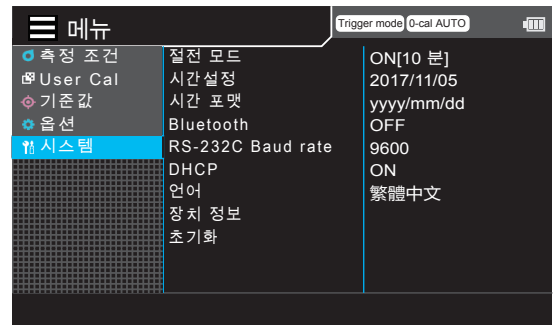 메뉴
Trigger mode 0-cal AUTO
측정 조건
User Cal
기준값
옵션
시스템
절전 모드 ON[10 분]
시간설정 2017/11/05
시간 포맷 yyyy/mm/dd
Bluetooth OFF
RS-232C Baud rate 9600
DHCP ON
언어 繁體中文
장치 정보
초기화